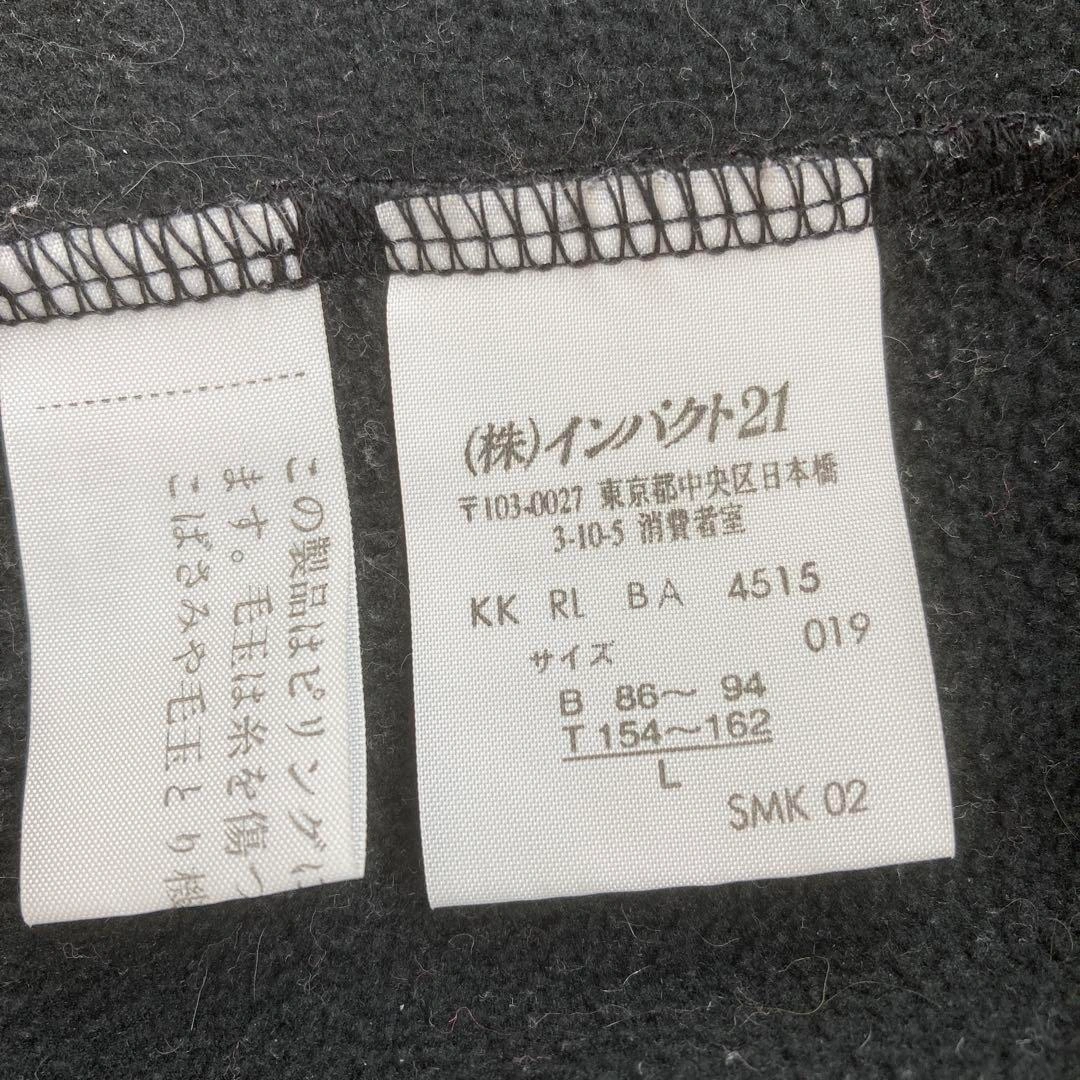 この製品はピリングに
ます。毛玉は糸を傷つ
こばさみや毛玉とり機
(株)インパクト21
〒103-0027 東京都中央区日本橋
3-10-5 消費者室
KK RL BA 4515
019
サイズ
B 86〜 94
T 154〜162
L
SMK 02